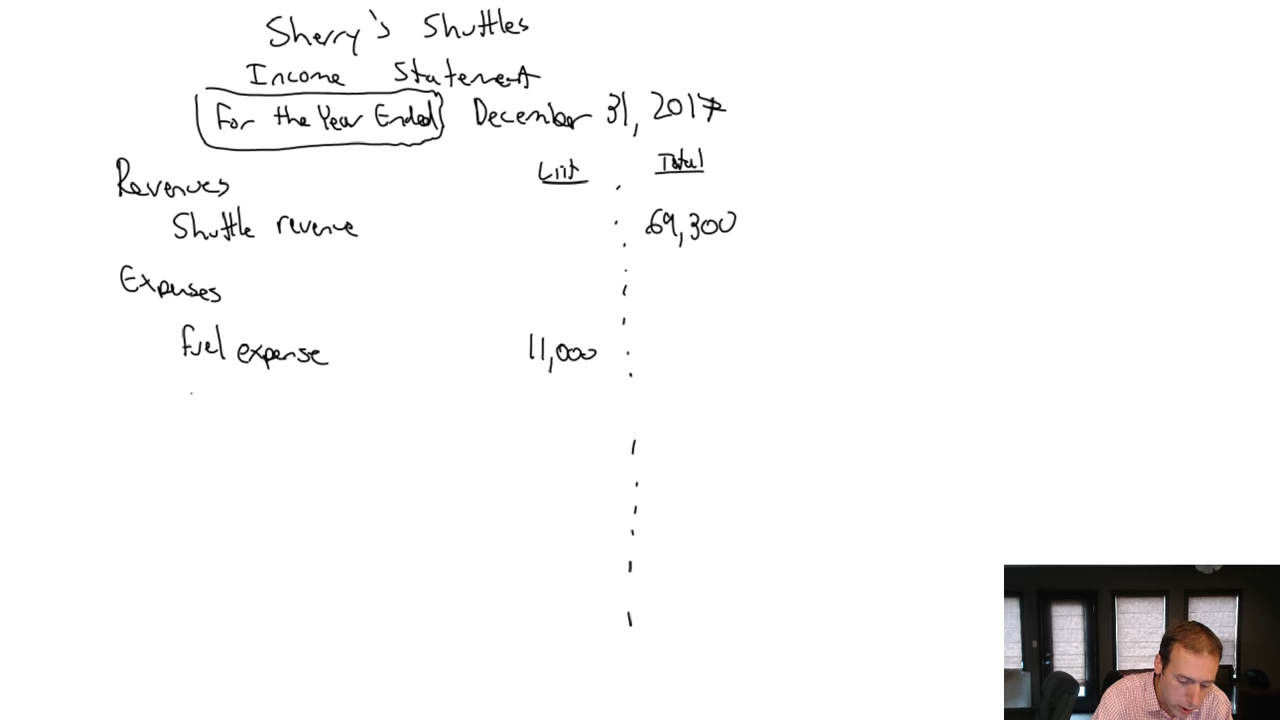 Sherry's Shuttles
Income Statement
For the Year Ended December 31, 2017
List Total
Revenues
Shuttle revenue 69,300
Expenses
Fuel expense 11,000